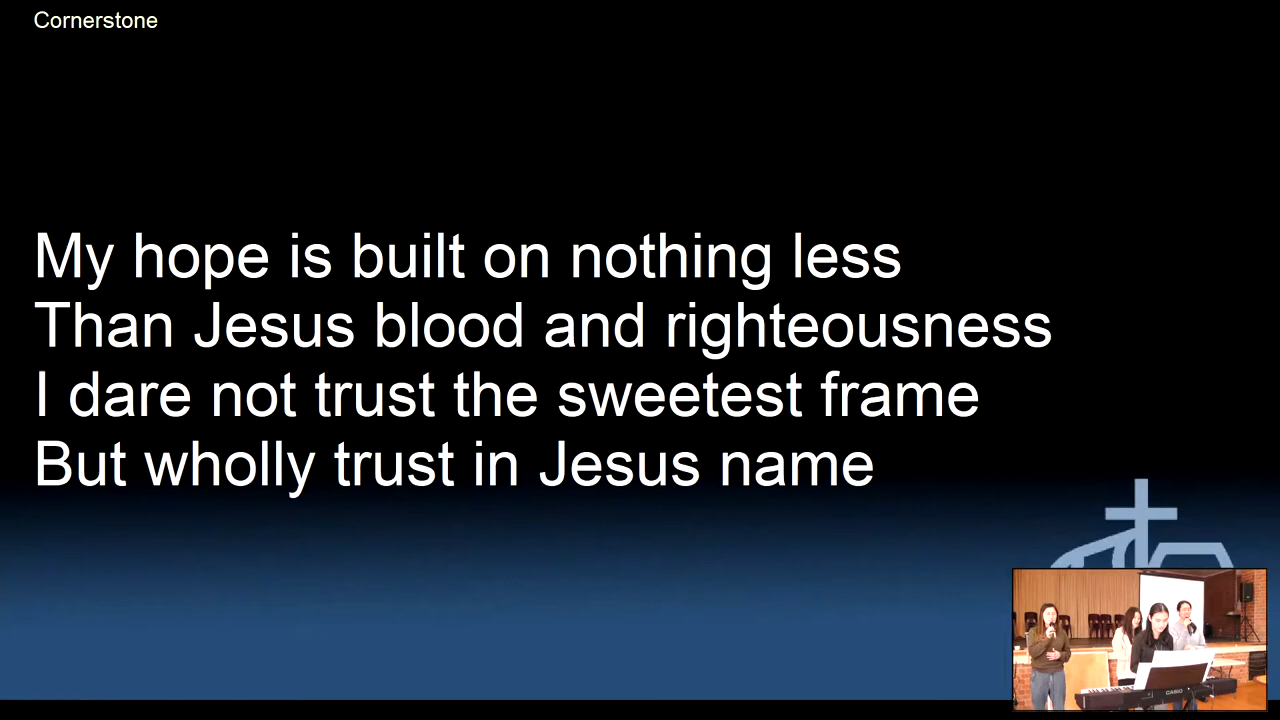 Cornerstone
My hope is built on nothing less
Than Jesus blood and righteousness
I dare not trust the sweetest frame
But wholly trust in Jesus name
CASIO